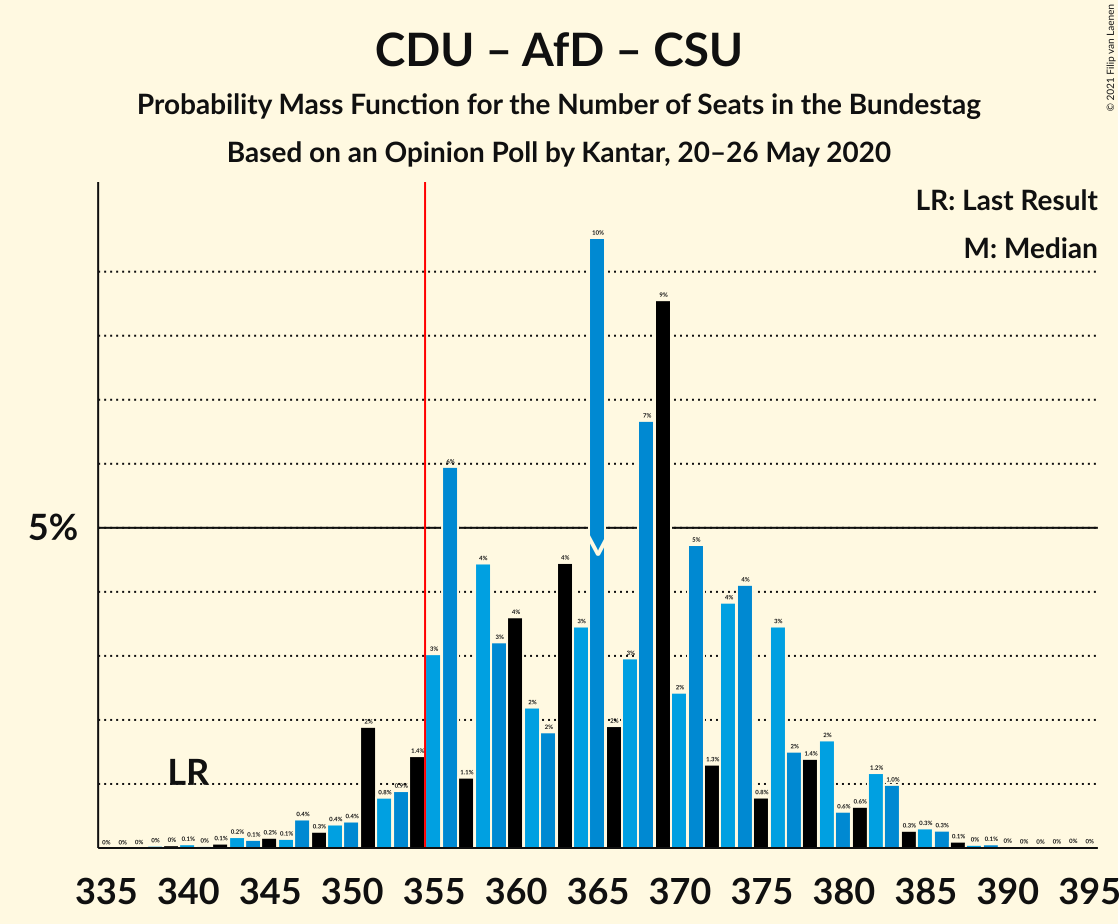 CDU – AfD – CSU
Probability Mass Function for the Number of Seats in the Bundestag
Based on an Opinion Poll by Kantar, 20–26 May 2020
© 2021 Filip van Laenen
LR: Last Result
M: Median
5%
LR
0% 0% 0% 0% 0% 0.1% 0% 0.1% 0.2% 0.1% 0.2% 0.1% 0.4% 0.3% 0.4% 0.4% 2% 0.8% 0.9% 1.4% 3% 6% 1.1% 4% 3% 4% 2% 2% 4% 3% 10% 2% 3% 7% 9% 2% 5% 1.3% 4% 4% 0.8% 3% 2% 1.4% 2% 0.6% 0.6% 1.2% 1.0% 0.3% 0.3% 0.3% 0.1% 0% 0.1% 0% 0% 0% 0% 0% 0%
335 340 345 350 355 360 365 370 375 380 385 390 395